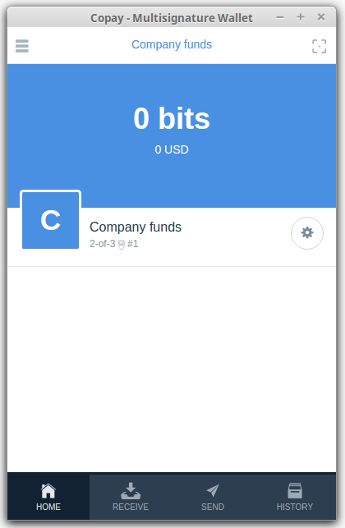 Copay - Multisignature Wallet
Company funds
0 bits
0 USD
C
Company funds
2-of-3 #1
HOME
RECEIVE
SEND
HISTORY